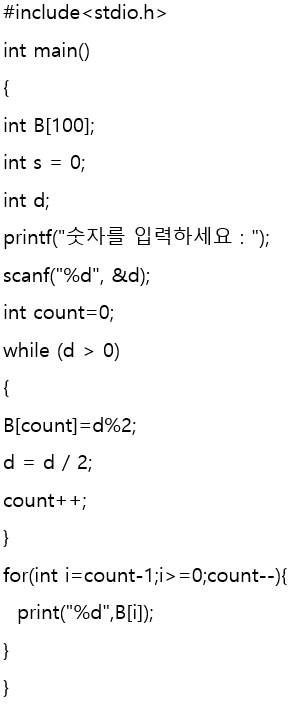 #include<stdio.h>
int main()
{
int B[100];
int s = 0;
int d;
printf("숫자를 입력하세요 : ");
scanf("%d", &d);
int count=0;
while (d > 0)
{
B[count]=d%2;
d = d / 2;
count++;
}
for(int i=count-1;i>=0;count--){
   print("%d",B[i]);
}
}